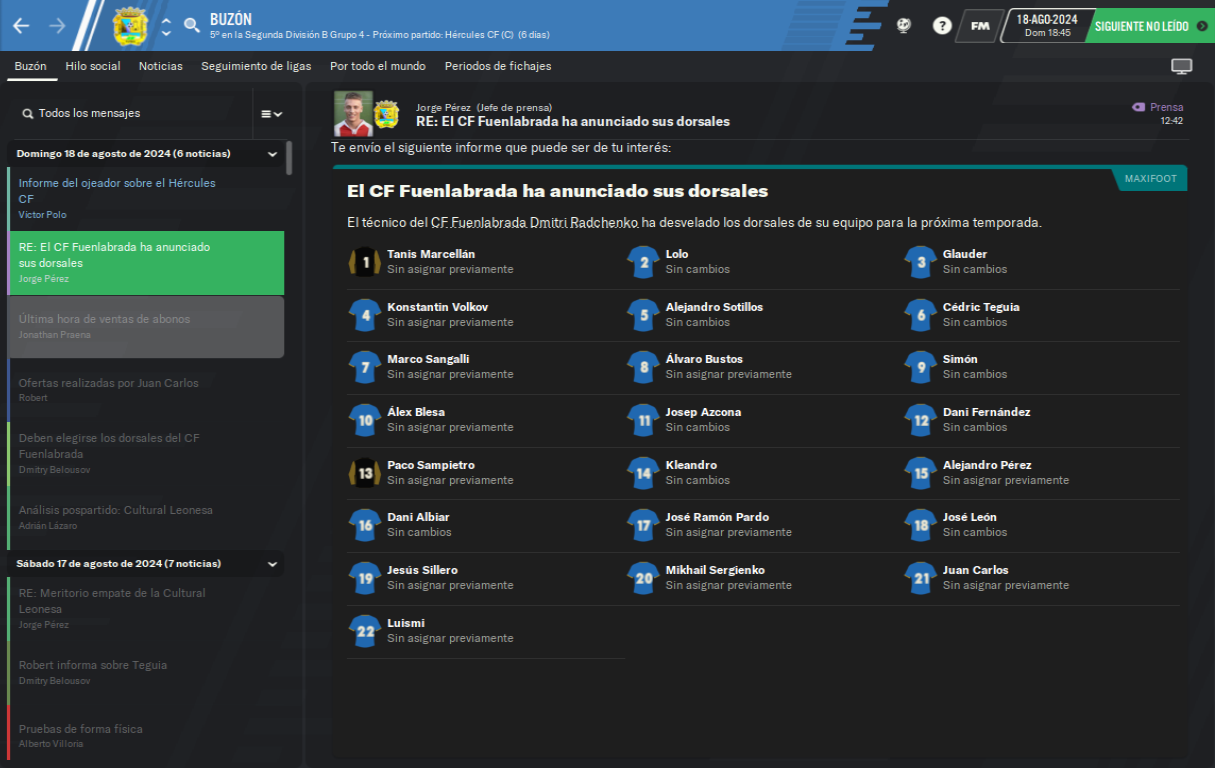 BUZÓN
5º en la Segunda División B Grupo 4 - Próximo partido: Hércules CF (C) (6 días)
?
FM
18-AGO-2024
Dom 18:45
SIGUIENTE NO LEÍDO
Buzón
Hilo social
Noticias
Seguimiento de ligas
Por todo el mundo
Periodos de fichajes
Todos los mensajes
Domingo 18 de agosto de 2024 (6 noticias)
Informe del ojeador sobre el Hércules
CF
Víctor Polo
RE: El CF Fuenlabrada ha anunciado
sus dorsales
Jorge Pérez
Última hora de ventas de abonos
Jonathan Praena
Ofertas realizadas por Juan Carlos
Robert
Deben elegirse los dorsales del CF
Fuenlabrada
Dmitry Belousov
Análisis pospartido: Cultural Leonesa
Adrián Lázaro
Sábado 17 de agosto de 2024 (7 noticias)
RE: Meritorio empate de la Cultural
Leonesa
Jorge Pérez
Robert informa sobre Teguia
Dmitry Belousov
Pruebas de forma física
Alberto Villoria
Jorge Pérez (Jefe de prensa)
RE: El CF Fuenlabrada ha anunciado sus dorsales
Prensa
12:42
Te envío el siguiente informe que puede ser de tu interés:
MAXIFOOT
El CF Fuenlabrada ha anunciado sus dorsales
El técnico del CF Fuenlabrada Dmitri Radchenko ha desvelado los dorsales de su equipo para la próxima temporada.
1 Tanis Marcellán
Sin asignar previamente
2 Lolo
Sin cambios
3 Glauder
Sin cambios
4 Konstantin Volkov
Sin asignar previamente
5 Alejandro Sotillos
Sin cambios
6 Cédric Teguia
Sin cambios
7 Marco Sangalli
Sin asignar previamente
8 Álvaro Bustos
Sin asignar previamente
9 Simón
Sin cambios
10 Álex Blesa
Sin asignar previamente
11 Josep Azcona
Sin cambios
12 Dani Fernández
Sin cambios
13 Paco Sampietro
Sin asignar previamente
14 Kleandro
Sin cambios
15 Alejandro Pérez
Sin asignar previamente
16 Dani Albiar
Sin cambios
17 José Ramón Pardo
Sin asignar previamente
18 José León
Sin cambios
19 Jesús Sillero
Sin asignar previamente
20 Mikhail Sergienko
Sin asignar previamente
21 Juan Carlos
Sin asignar previamente
22 Luismi
Sin asignar previamente